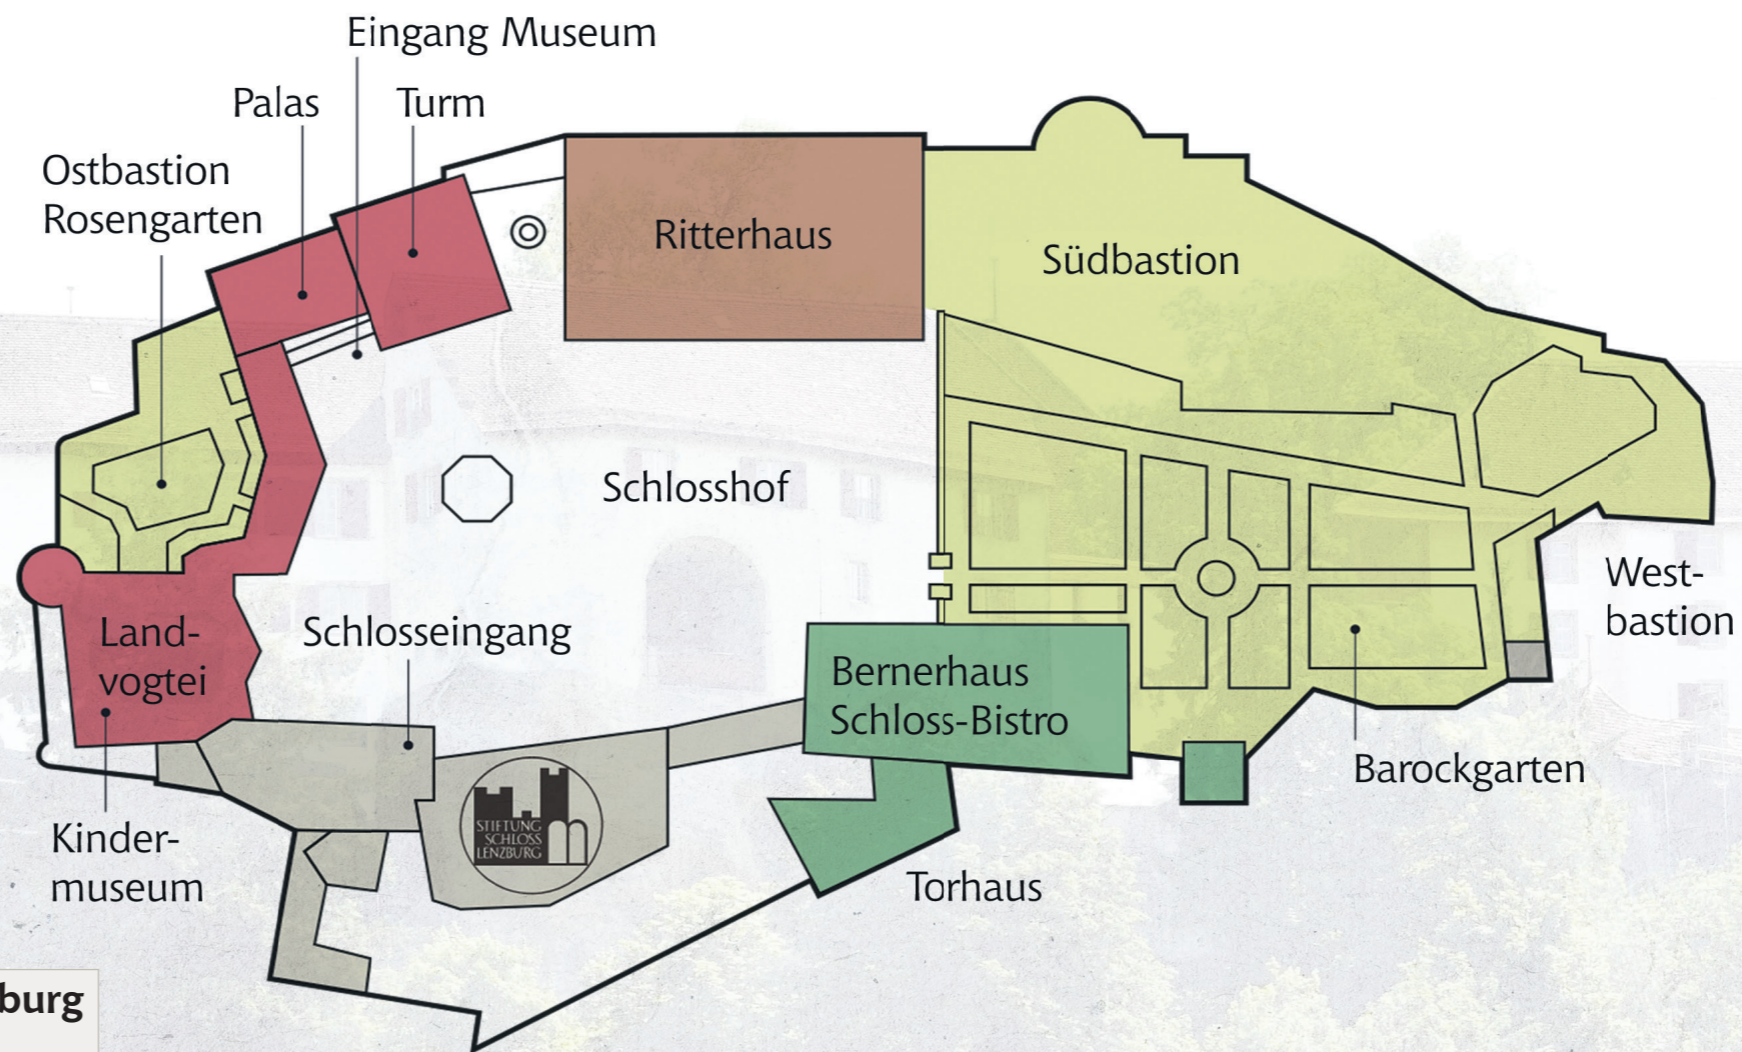 Eingang Museum
Palas
Turm
Ostbastion
Rosengarten
Ritterhaus
Südbastion
Schlosshof
Land-
vogtei
Schlosseingang
Bernerhaus
Schloss-Bistro
West-
bastion
Barockgarten
STIFTUNG
SCHLOSS
LENZBURG
Kinder-
museum
Torhaus
burg